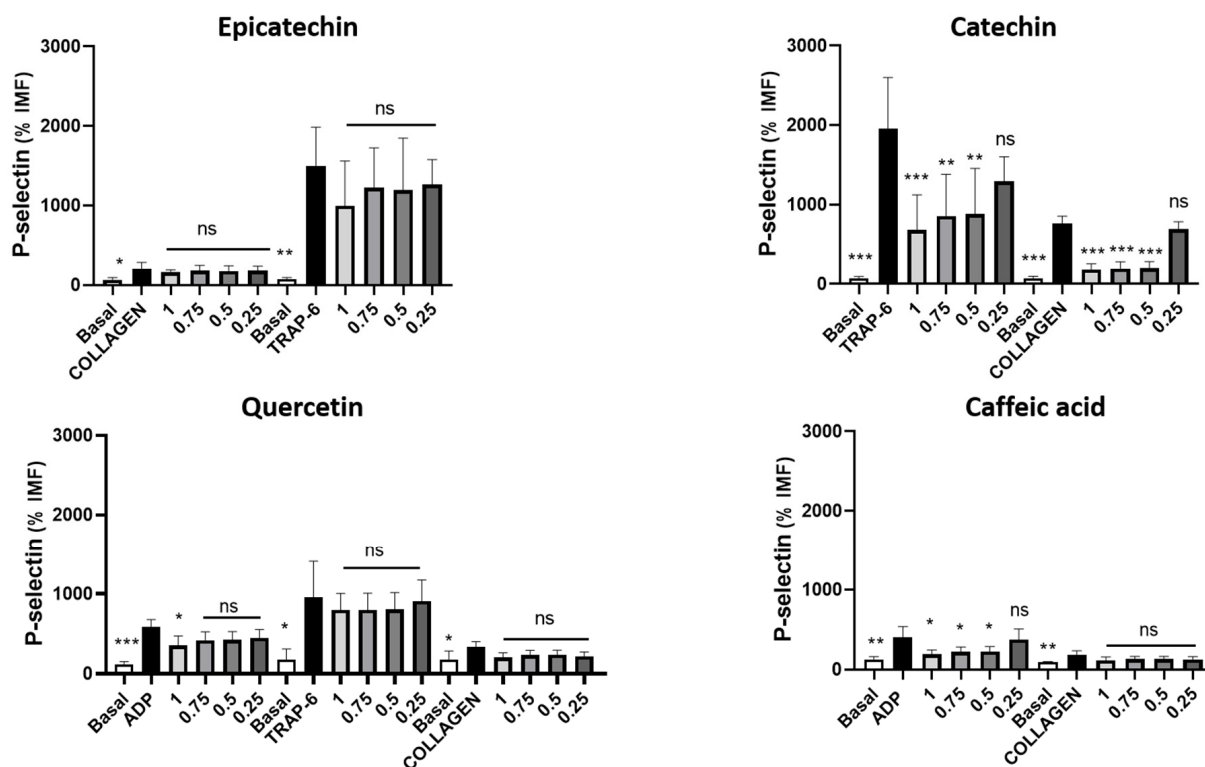 Epicatechin
P-selectin (% IMF)
3000
2000
1000
0
*
ns
**
ns
Basal
COLLAGEN
1
0.75
0.5
0.25
Basal
TRAP-6
1
0.75
0.5
0.25
Catechin
P-selectin (% IMF)
3000
2000
1000
0
***
***
**
**
ns
***
***
***
***
ns
Basal
TRAP-6
1
0.75
0.5
0.25
Basal
COLLAGEN
1
0.75
0.5
0.25
Quercetin
P-selectin (% IMF)
3000
2000
1000
0
***
*
ns
*
ns
*
ns
Basal
ADP
1
0.75
0.5
0.25
Basal
TRAP-6
1
0.75
0.5
0.25
Basal
COLLAGEN
1
0.75
0.5
0.25
Caffeic acid
P-selectin (% IMF)
3000
2000
1000
0
**
*
*
*
ns
**
ns
Basal
ADP
1
0.75
0.5
0.25
Basal
COLLAGEN
1
0.75
0.5
0.25